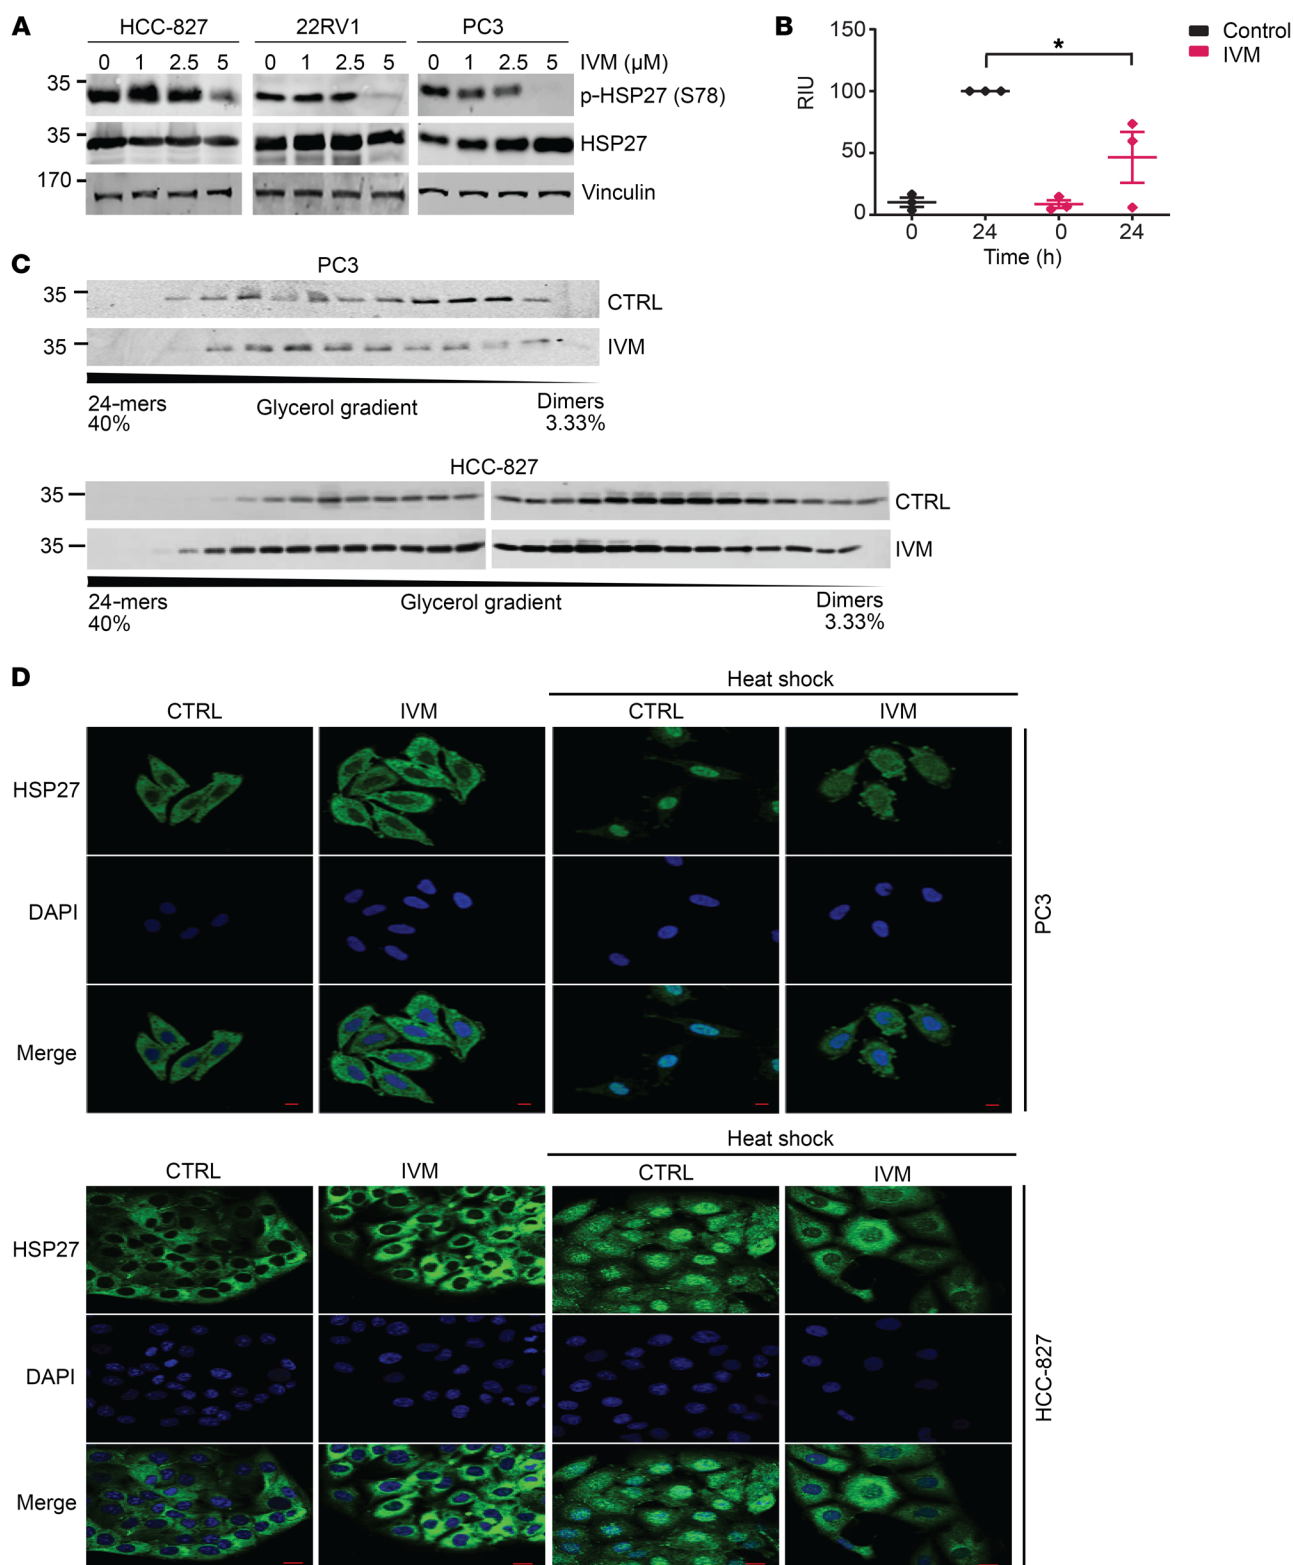 A
HCC-827 22RV1 PC3
0 1 2.5 5 0 1 2.5 5 0 1 2.5 5 IVM (µM)
35 p-HSP27 (S78)
35 HSP27
170 Vinculin
B
150
100
50
0
RIU
0 24 0 24
Time (h)
*
Control
IVM
C
PC3
35 CTRL
35 IVM
24-mers Glycerol gradient Dimers
40% 3.33%
HCC-827
35 CTRL
35 IVM
24-mers Glycerol gradient Dimers
40% 3.33%
D
Heat shock
CTRL IVM CTRL IVM
HSP27
DAPI
Merge
PC3
Heat shock
CTRL IVM CTRL IVM
HSP27
DAPI
Merge
HCC-827